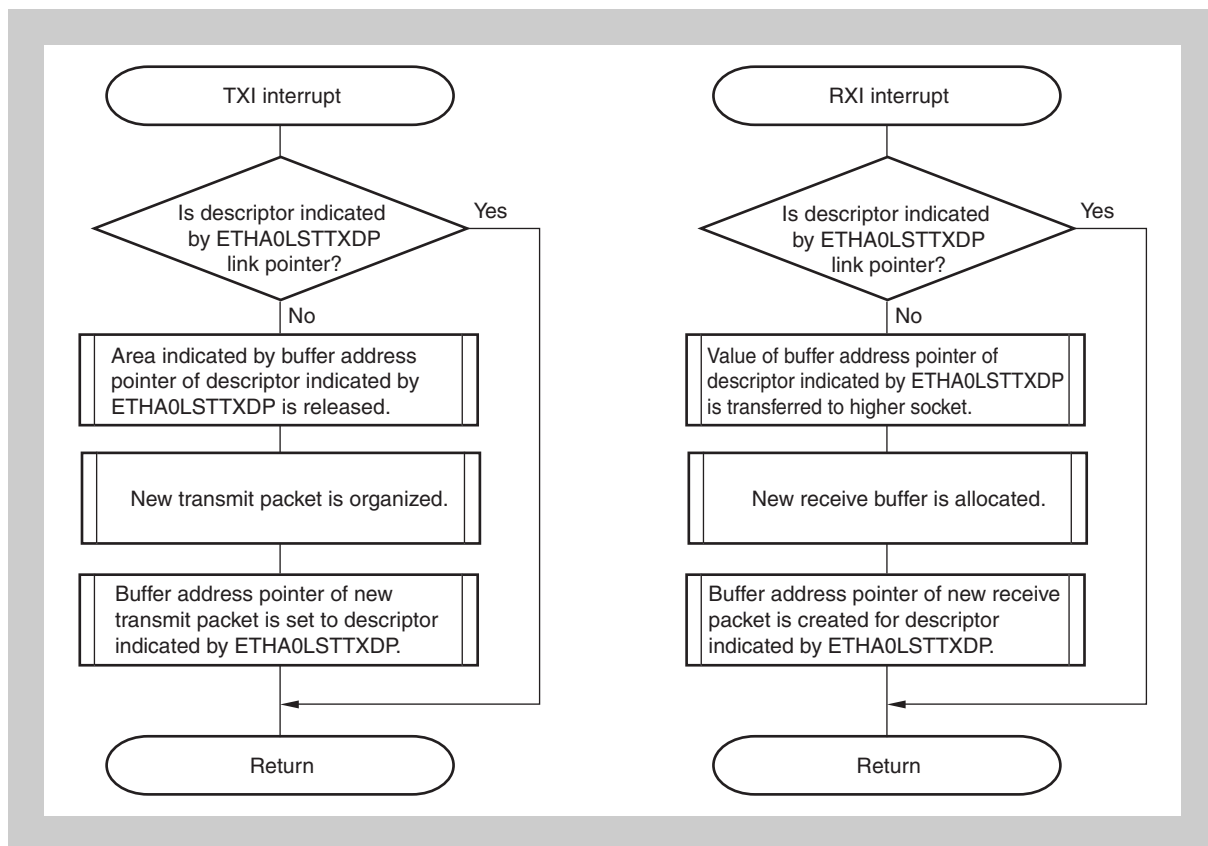 TXI interrupt
Is descriptor indicated
by ETHA0LSTTXDP
link pointer?
Yes
No
Area indicated by buffer address
pointer of descriptor indicated by
ETHA0LSTTXDP is released.
New transmit packet is organized.
Buffer address pointer of new
transmit packet is set to descriptor
indicated by ETHA0LSTTXDP.
Return
RXI interrupt
Is descriptor indicated
by ETHA0LSTTXDP
link pointer?
Yes
No
Value of buffer address pointer of
descriptor indicated by ETHA0LSTTXDP
is transferred to higher socket.
New receive buffer is allocated.
Buffer address pointer of new receive
packet is created for descriptor
indicated by ETHA0LSTTXDP.
Return